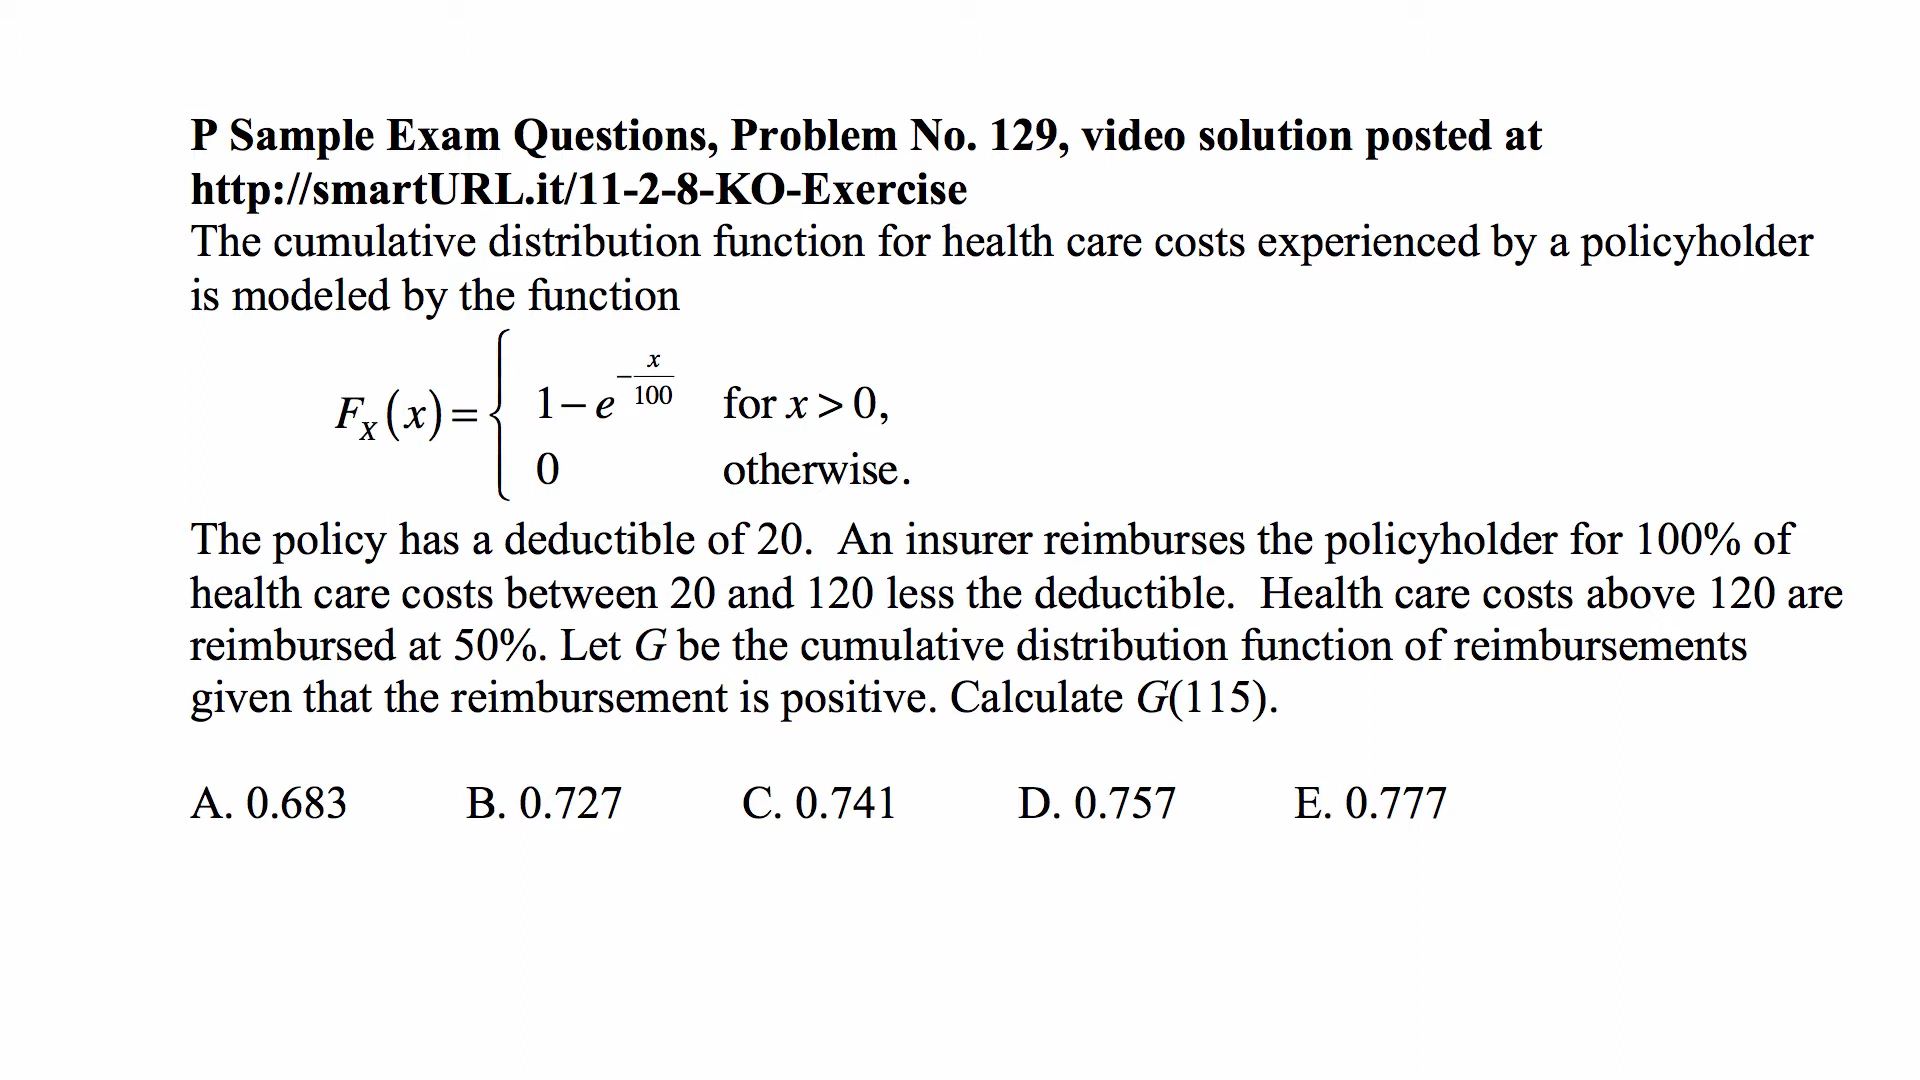 P Sample Exam Questions, Problem No. 129, video solution posted at
http://smartURL.it/11-2-8-KO-Exercise
The cumulative distribution function for health care costs experienced by a policyholder
is modeled by the function
F_X(x) = { 1 − e^(−x/100) for x > 0,
0 otherwise.
The policy has a deductible of 20. An insurer reimburses the policyholder for 100% of
health care costs between 20 and 120 less the deductible. Health care costs above 120 are
reimbursed at 50%. Let G be the cumulative distribution function of reimbursements
given that the reimbursement is positive. Calculate G(115).
A. 0.683 B. 0.727 C. 0.741 D. 0.757 E. 0.777